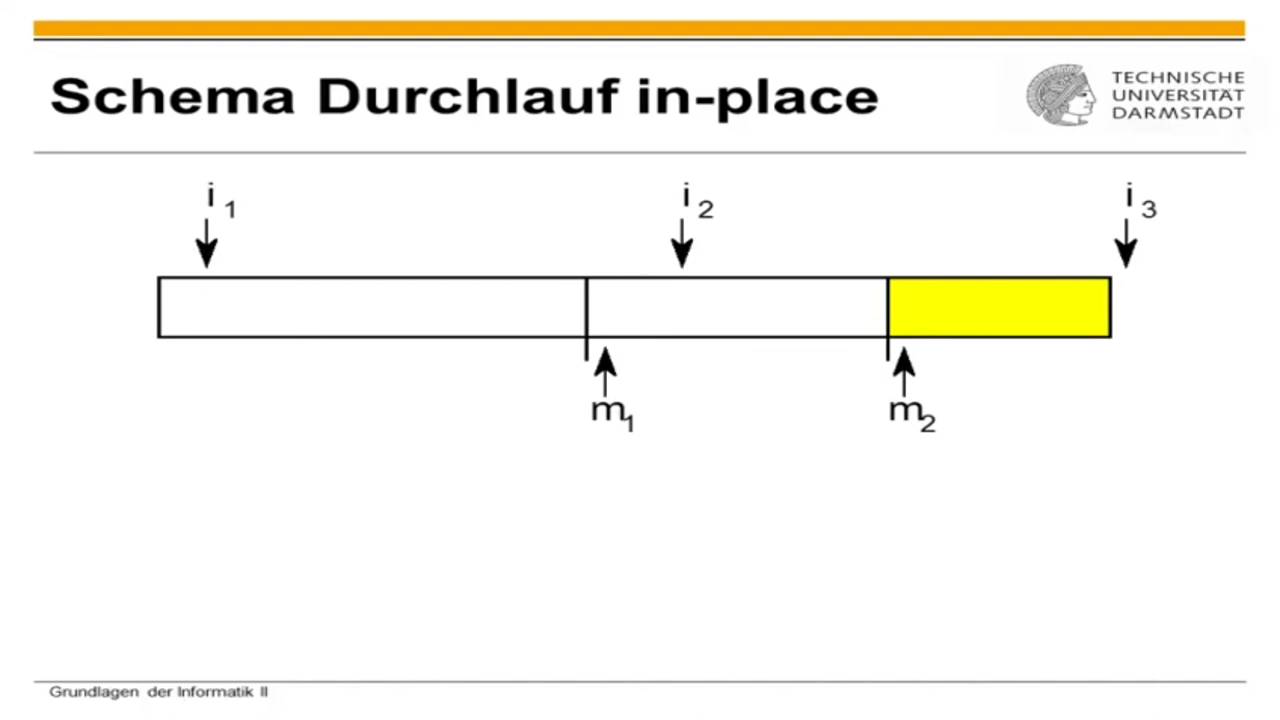 Schema Durchlauf in-place
TECHNISCHE
UNIVERSITÄT
DARMSTADT
i 1 i 2 i 3
m1 m2
Grundlagen der Informatik II